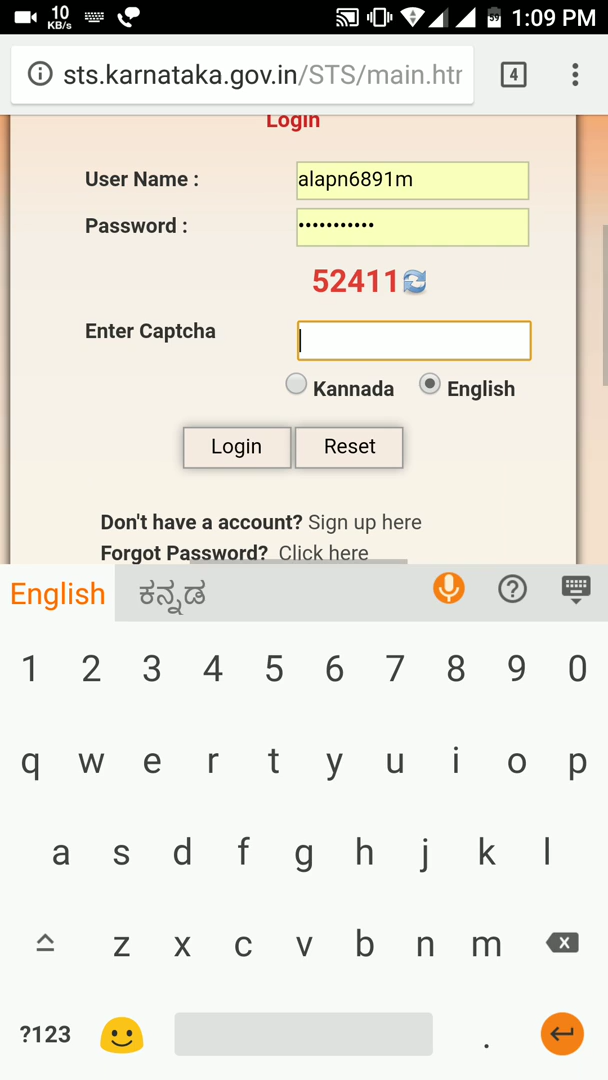 10 KB/s 59 1:09 PM
sts.karnataka.gov.in/STS/main.htm 4
Login
User Name : alapn6891m
Password : •••••••••••
52411
Enter Captcha
Kannada English
Login Reset
Don't have a account? Sign up here
Forgot Password? Click here
English ಕನ್ನಡ
1 2 3 4 5 6 7 8 9 0
q w e r t y u i o p
a s d f g h j k l
z x c v b n m
?123 .